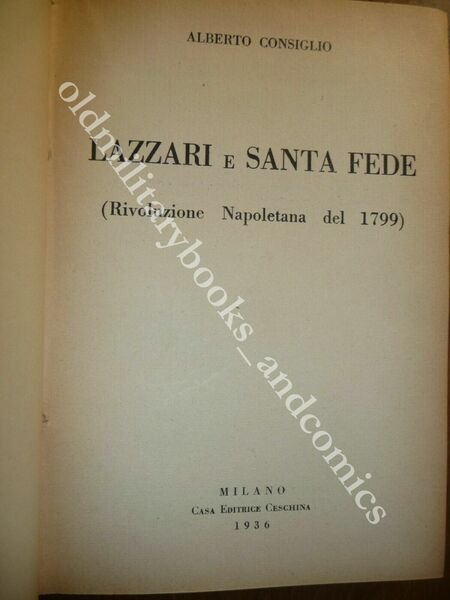 ALBERTO CONSIGLIO
LAZZARI E SANTA FEDE
(Rivoluzione Napoletana del 1799)
MILANO
CASA EDITRICE CESCHINA
1936
oldmilitarybooks_andcomics